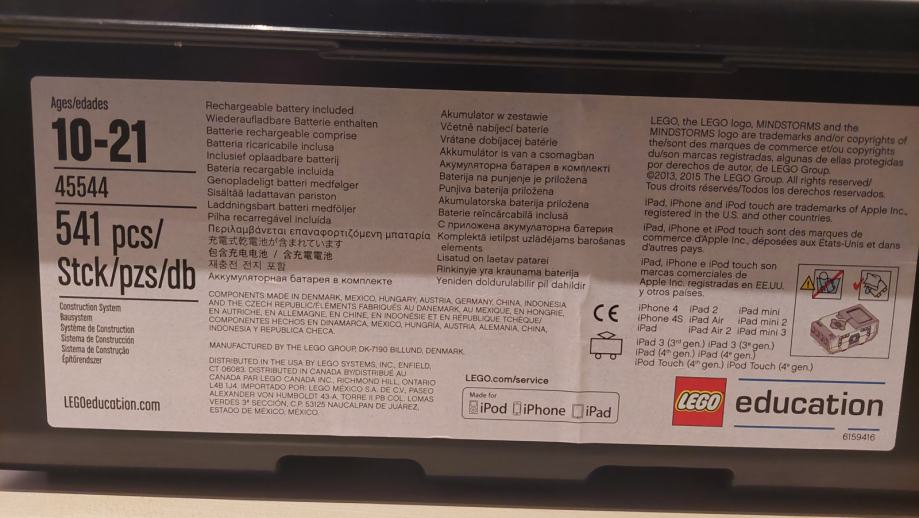 Ages/edades
10-21
45544
541 pcs/
Stck/pzs/db
Construction System
Bausystem
Système de Construction
Sistema de Construcción
Sistema de Construção
Építőrendszer
LEGOeducation.com
Rechargeable battery included
Wiederaufladbare Batterie enthalten
Batterie rechargeable comprise
Batteria ricaricabile inclusa
Inclusief oplaadbare batterij
Batería recargable incluida
Genopladeligt batteri medfølger
Sisältää ladattavan pariston
Laddningsbart batteri medföljer
Pilha recarregável incluída
Περιλαμβάνεται επαναφορτιζόμενη μπαταρία
充電式乾電池が含まれています
包含充电电池 / 含充電電池
재충전 전지 포함
Аккумуляторная батарея в комплекте
Akumulator w zestawie
Včetně nabíjecí baterie
Vrátane dobíjacej batérie
Akkumulátor is van a csomagban
Акумуляторна батарея в комплекті
Baterija na punjenje je priložena
Punjiva baterija priložena
Akumulatorska baterija priložena
Baterie reîncărcabilă inclusă
С приложена акумулаторна батерия
Komplektā ietilpst uzlādējams barošanas
elements
Lisatud on laetav patarei
Rinkinyje yra kraunama baterija
Yeniden doldurulabilir pil dahildir
COMPONENTS MADE IN DENMARK, MEXICO, HUNGARY, AUSTRIA, GERMANY, CHINA, INDONESIA
AND THE CZECH REPUBLIC/ÉLÉMENTS FABRIQUÉS AU DANEMARK, AU MEXIQUE, EN HONGRIE,
EN AUTRICHE, EN ALLEMAGNE, EN CHINE, EN INDONÉSIE ET EN RÉPUBLIQUE TCHÈQUE/
COMPONENTES HECHOS EN DINAMARCA, MÉXICO, HUNGRÍA, AUSTRIA, ALEMANIA, CHINA,
INDONESIA Y REPUBLICA CHECA.
MANUFACTURED BY THE LEGO GROUP, DK-7190 BILLUND, DENMARK.
DISTRIBUTED IN THE USA BY LEGO SYSTEMS, INC., ENFIELD,
CT 06083. DISTRIBUTED IN CANADA BY/DISTRIBUÉ AU
CANADA PAR LEGO CANADA INC., RICHMOND HILL, ONTARIO
L4B 1J4. IMPORTADO POR: LEGO MÉXICO S.A. DE C.V., PASEO
ALEXANDER VON HUMBOLDT 43-A, TORRE II PB COL. LOMAS
VERDES 3ª SECCIÓN, C.P. 53125 NAUCALPAN DE JUÁREZ,
ESTADO DE MÉXICO, MÉXICO.
LEGO.com/service
Made for
iPod iPhone iPad
CE
LEGO, the LEGO logo, MINDSTORMS and the
MINDSTORMS logo are trademarks and/or copyrights of
the/sont des marques de commerce et/ou copyrights
du/son marcas registradas, algunas de ellas protegidas
por derechos de autor, de LEGO Group.
©2013, 2015 The LEGO Group. All rights reserved/
Tous droits réservés/Todos los derechos reservados.
iPad, iPhone and iPod touch are trademarks of Apple Inc.,
registered in the U.S. and other countries.
iPad, iPhone et iPod touch sont des marques de
commerce d'Apple Inc., déposées aux États-Unis et dans
d'autres pays.
iPad, iPhone e iPod touch son
marcas comerciales de
Apple Inc. registradas en EE.UU.
y otros países.
iPhone 4 iPad 2 iPad mini
iPhone 4S iPad Air iPad mini 2
iPad iPad Air 2 iPad mini 3
iPad 3 (3rd gen.) iPad 3 (3ª gen.)
iPad (4th gen.) iPad (4ª gen.)
iPod Touch (4th gen.) iPod Touch (4ª gen.)
LEGO education
6159416